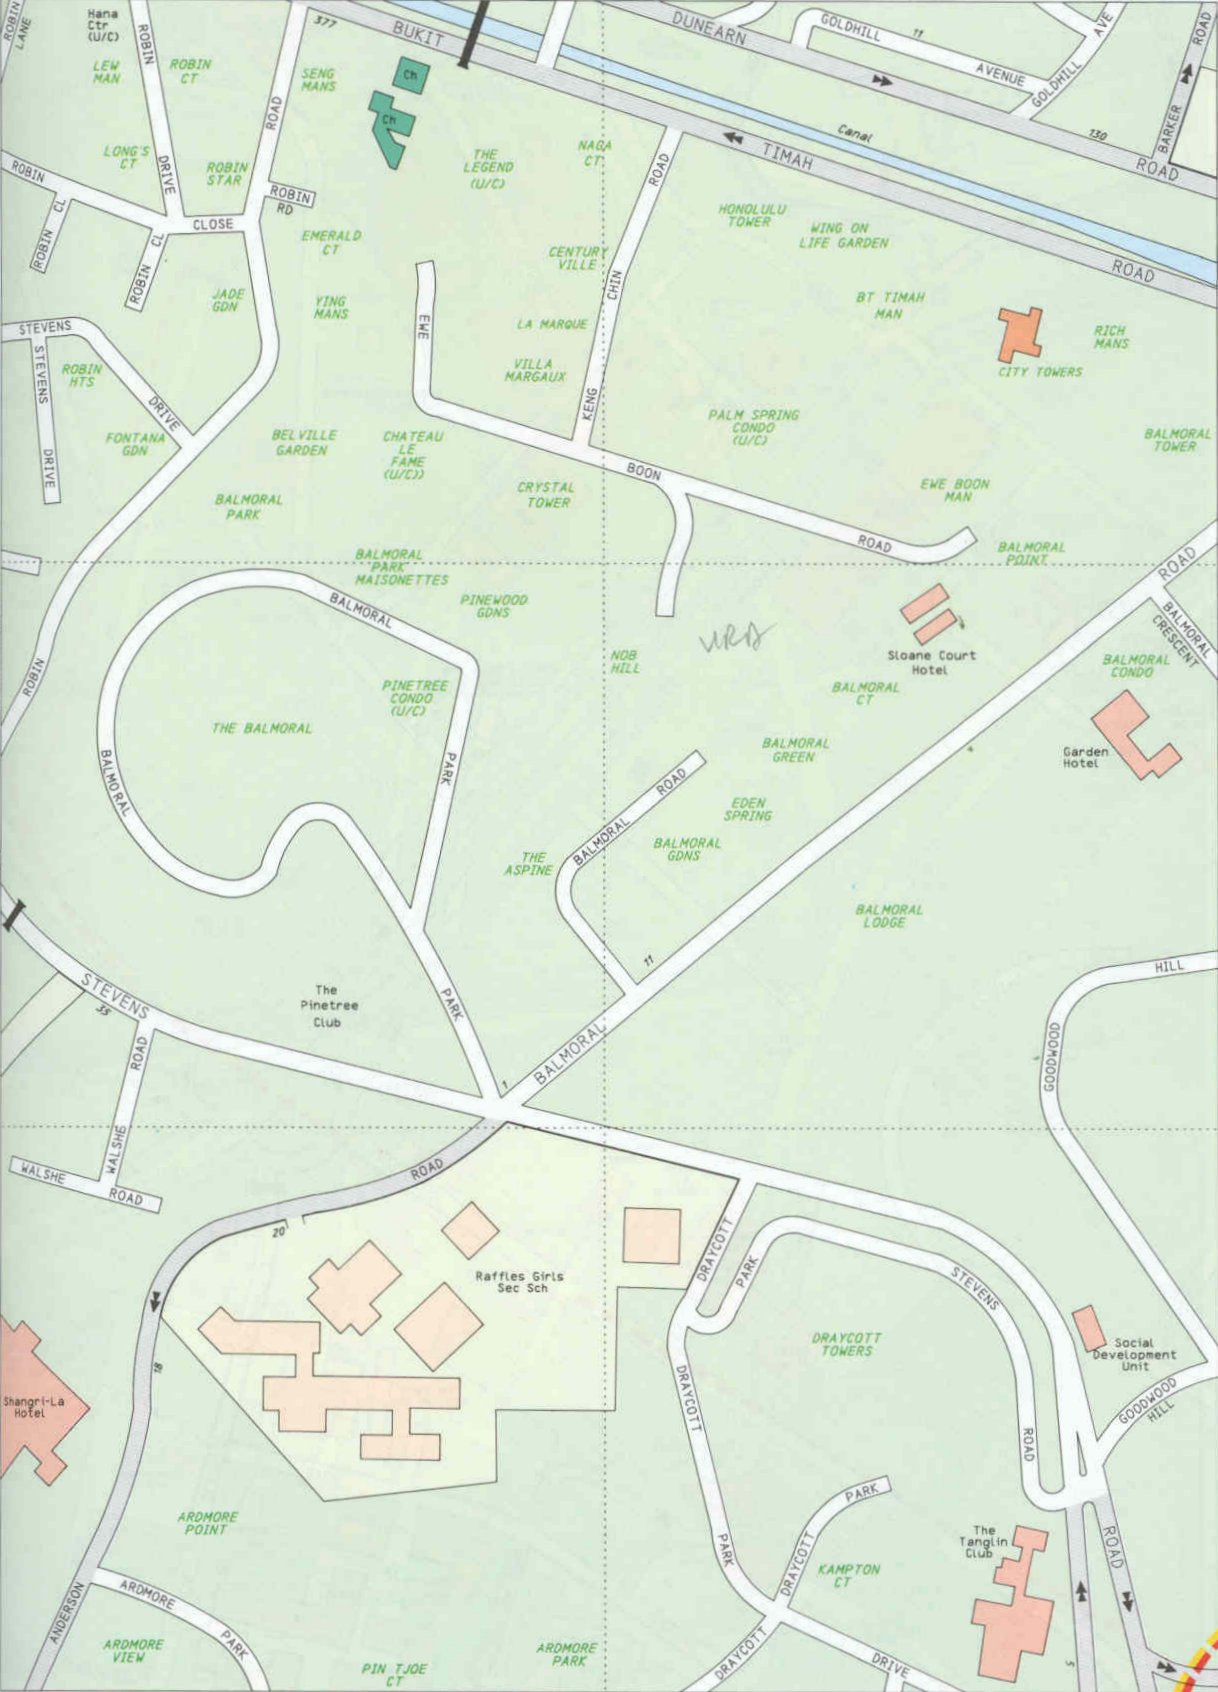 ROBIN
LANE
Hana
Ctr
(U/C)
ROBIN
377
BUKIT
DUNEARN
GOLDHILL
11
AVENUE
GOLDHILL
AVE
ROAD
LEW
MAN
ROBIN
CT
SENG
MANS
Ch
Ch
ROAD
Canal
130
BARKER
ROAD
LONG'S
CT
DRIVE
ROBIN
STAR
THE
LEGEND
(U/C)
NAGA
CT
ROAD
TIMAH
ROBIN
ROBIN
RD
ROBIN CL
CLOSE
ROBIN CL
EMERALD
CT
HONOLULU
TOWER
WING ON
LIFE GARDEN
ROAD
CENTURY
VILLE
CHIN
JADE
GDN
YING
MANS
EWE
LA MARQUE
BT TIMAH
MAN
RICH
MANS
STEVENS
STEVENS
ROBIN
HTS
VILLA
MARGAUX
CITY TOWERS
DRIVE
KENG
PALM SPRING
CONDO
(U/C)
FONTANA
GDN
BELVILLE
GARDEN
CHATEAU
LE
FAME
(U/C))
BALMORAL
TOWER
DRIVE
BOON
CRYSTAL
TOWER
EWE BOON
MAN
BALMORAL
PARK
ROAD
BALMORAL
POINT
ROAD
BALMORAL
PARK
MAISONETTES
BALMORAL
PINEWOOD
GDNS
BALMORAL
CRESCENT
URA
NOB
HILL
Sloane Court
Hotel
BALMORAL
CONDO
ROBIN
PINETREE
CONDO
(U/C)
BALMORAL
CT
THE BALMORAL
BALMORAL
GREEN
Garden
Hotel
BALMORAL
PARK
ROAD
EDEN
SPRING
BALMORAL
BALMORAL
GDNS
THE
ASPINE
BALMORAL
LODGE
11
HILL
STEVENS
35
The
Pinetree
Club
PARK
GOODWOOD
ROAD
BALMORAL
1
WALSHE
WALSHE
ROAD
ROAD
20
DRAYCOTT
PARK
Raffles Girls
Sec Sch
STEVENS
18
DRAYCOTT
TOWERS
Social
Development
Unit
Shangri-La
Hotel
DRAYCOTT
GOODWOOD
HILL
ROAD
ARDMORE
POINT
PARK
The
Tanglin
Club
ROAD
PARK
DRAYCOTT
KAMPTON
CT
ANDERSON
ARDMORE
PARK
ARDMORE
VIEW
PIN TJOE
CT
ARDMORE
PARK
DRAYCOTT
DRIVE
5